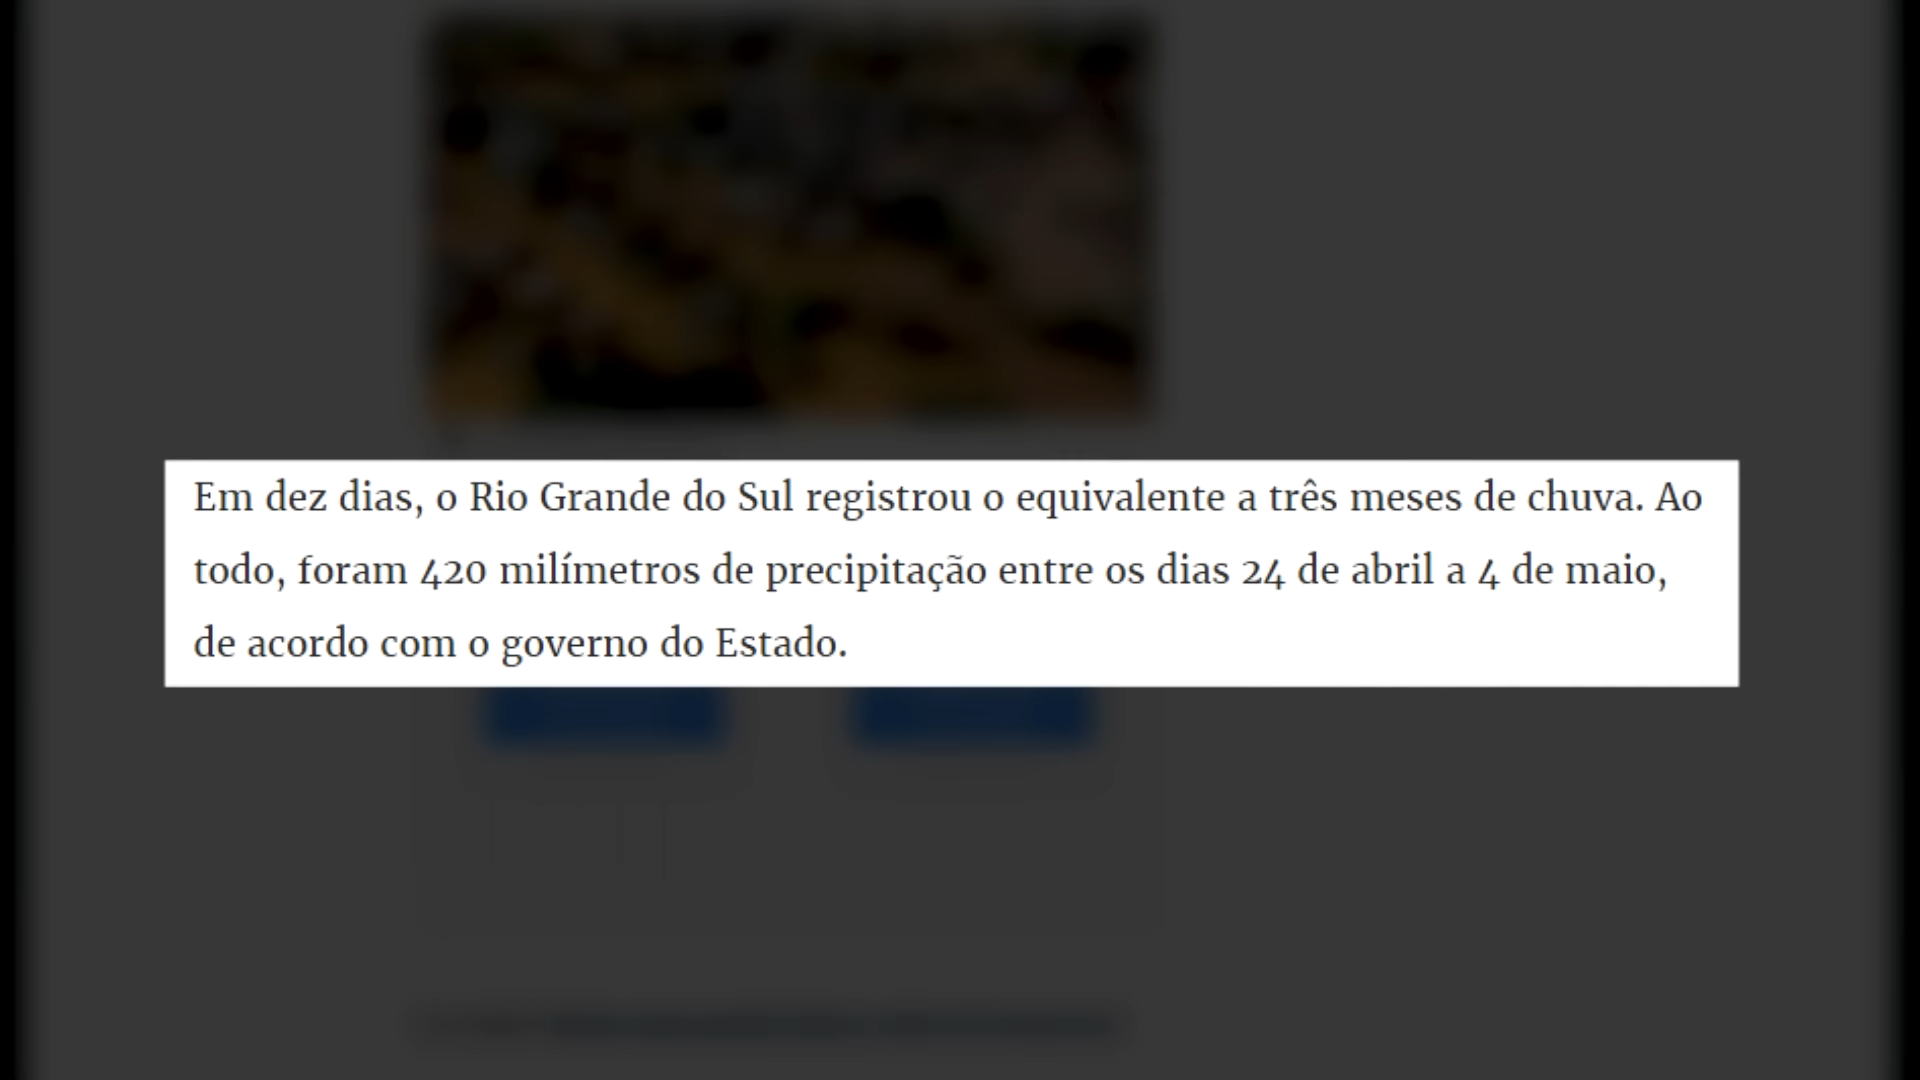 Em dez dias, o Rio Grande do Sul registrou o equivalente a três meses de chuva. Ao
todo, foram 420 milímetros de precipitação entre os dias 24 de abril a 4 de maio,
de acordo com o governo do Estado.